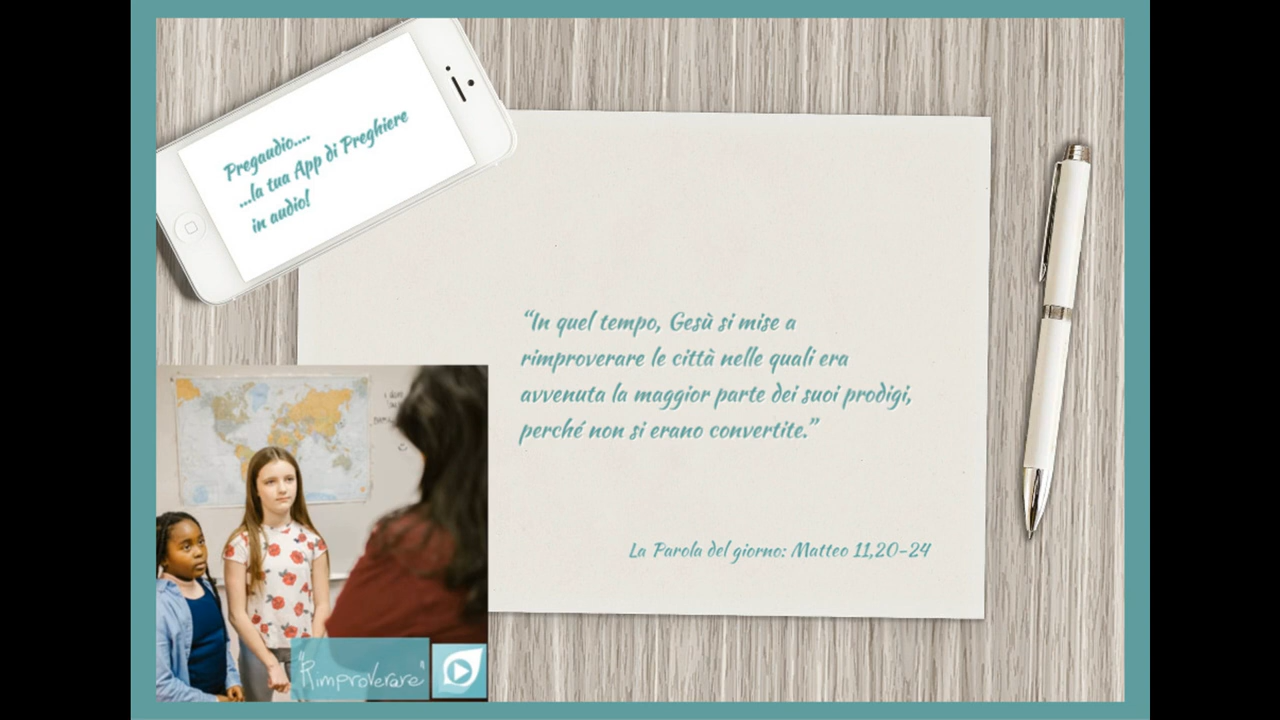 Pregaudio....
...la tua App di Preghiere
in audio!
“In quel tempo, Gesù si mise a
rimproverare le città nelle quali era
avvenuta la maggior parte dei suoi prodigi,
perché non si erano convertite.”
La Parola del giorno: Matteo 11,20-24
"Rimproverare"